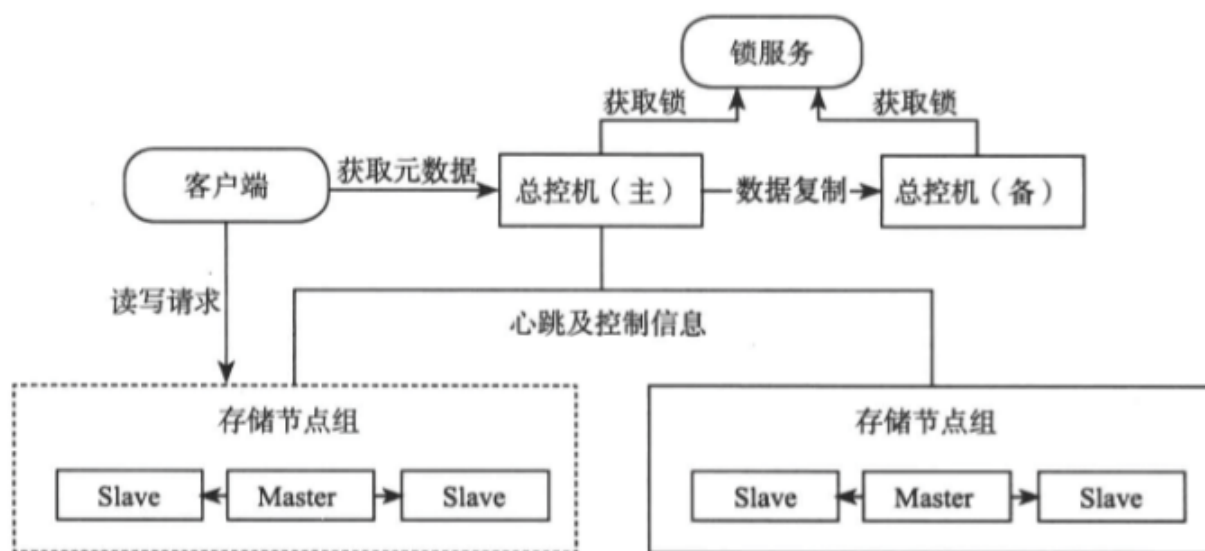 锁服务
获取锁
获取锁
客户端
获取元数据
总控机（主）
数据复制
总控机（备）
读写请求
心跳及控制信息
存储节点组
存储节点组
Slave
Master
Slave
Slave
Master
Slave